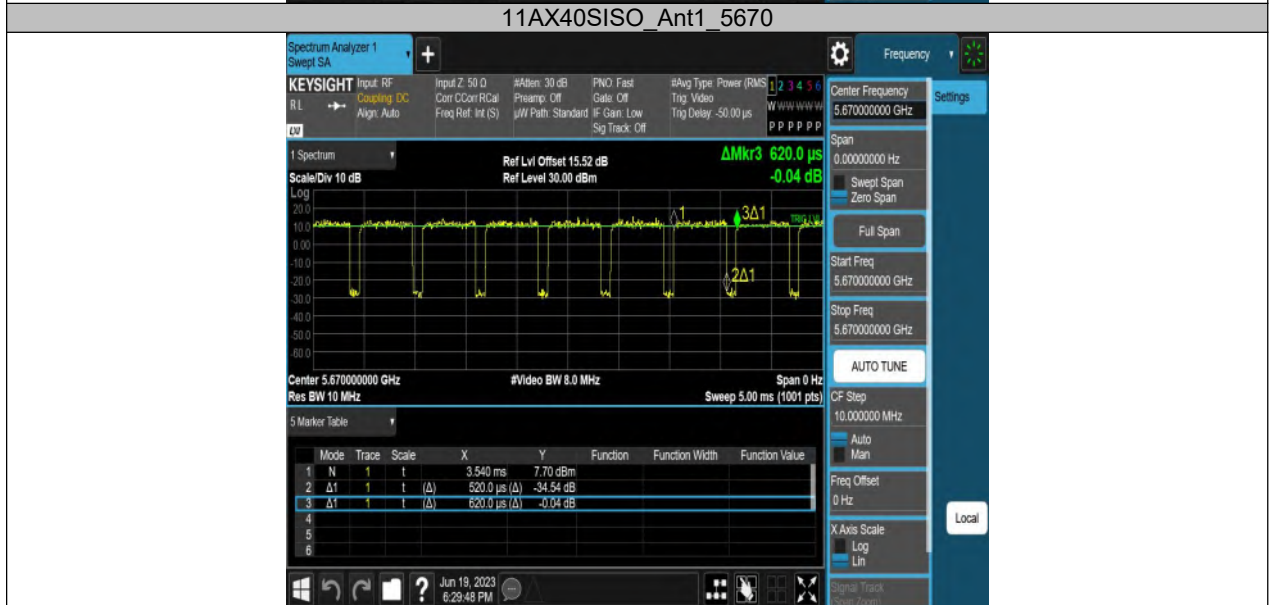 11AX40SISO_Ant1_5670
Spectrum Analyzer 1
Swept SA
+
Frequency
KEYSIGHT Input: RF
RL
Coupling: DC
Align: Auto
LXI
Input Z: 50 Ω
Corr CCorr RCal
Freq Ref: Int (S)
#Atten: 30 dB
Preamp: Off
µW Path: Standard
PNO: Fast
Gate: Off
IF Gain: Low
Sig Track: Off
#Avg Type: Power (RMS
Trig: Video
Trig Delay: -50.00 µs
1 2 3 4 5 6
W W W W W W
P P P P P P
Center Frequency
5.670000000 GHz
Settings
1 Spectrum
Scale/Div 10 dB
Ref Lvl Offset 15.52 dB
Ref Level 30.00 dBm
ΔMkr3 620.0 µs
-0.04 dB
Log
20.0
10.0
0.00
-10.0
-20.0
-30.0
-40.0
-50.0
-60.0
1
3Δ1
TRIG LVL
2Δ1
Center 5.670000000 GHz
Res BW 10 MHz
#Video BW 8.0 MHz
Span 0 Hz
Sweep 5.00 ms (1001 pts)
Span
0.00000000 Hz
Swept Span
Zero Span
Full Span
Start Freq
5.670000000 GHz
Stop Freq
5.670000000 GHz
AUTO TUNE
CF Step
10.000000 MHz
Auto
Man
Freq Offset
0 Hz
X Axis Scale
Log
Lin
Signal Track
(Span Zoom)
Local
5 Marker Table
Mode Trace Scale X Y Function Function Width Function Value
1 N 1 t 3.540 ms 7.70 dBm
2 Δ1 1 t (Δ) 520.0 µs (Δ) -34.54 dB
3 Δ1 1 t (Δ) 620.0 µs (Δ) -0.04 dB
4
5
6
?
Jun 19, 2023
6:29:48 PM